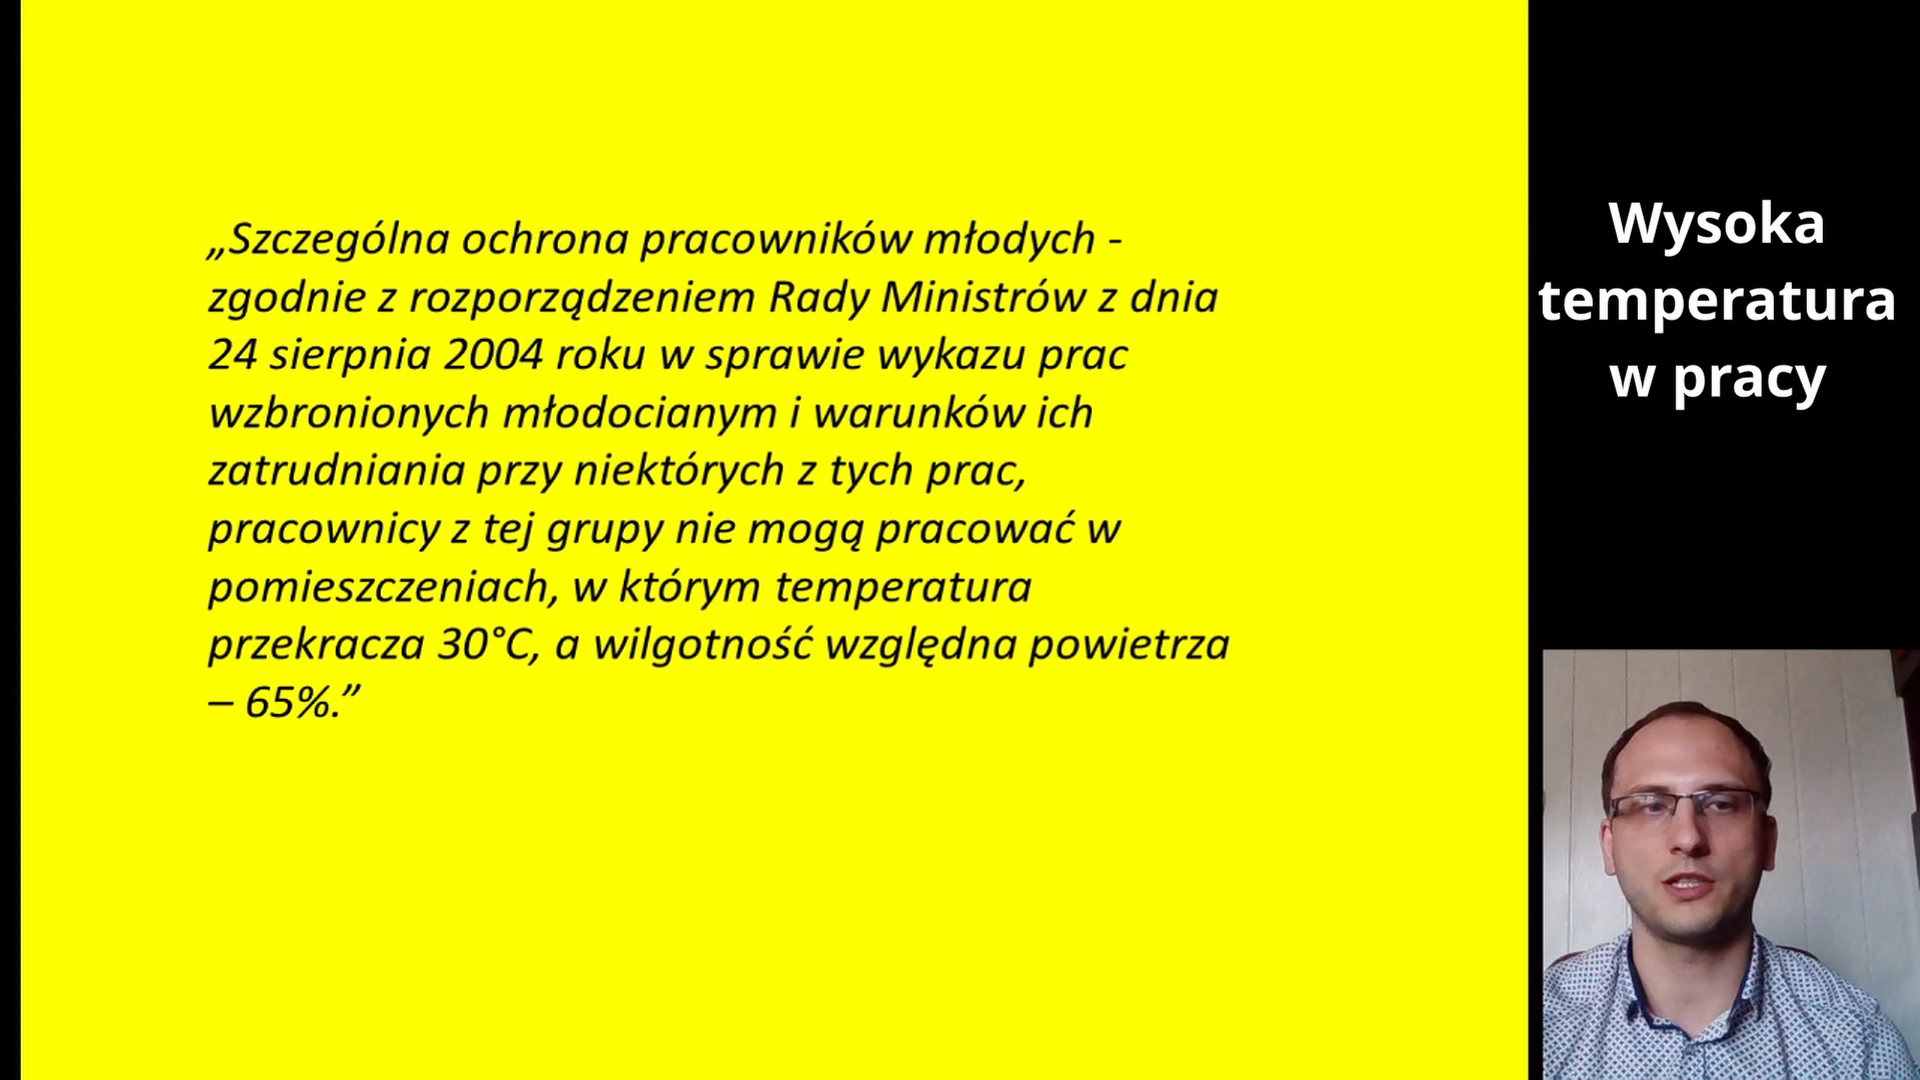 „Szczególna ochrona pracowników młodych -
zgodnie z rozporządzeniem Rady Ministrów z dnia
24 sierpnia 2004 roku w sprawie wykazu prac
wzbronionych młodocianym i warunków ich
zatrudniania przy niektórych z tych prac,
pracownicy z tej grupy nie mogą pracować w
pomieszczeniach, w którym temperatura
przekracza 30°C, a wilgotność względna powietrza
– 65%.”
Wysoka
temperatura
w pracy